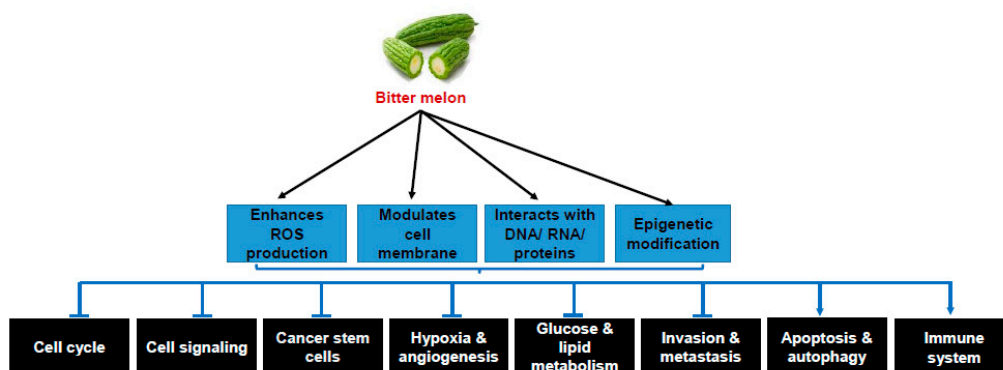 Bitter melon
Enhances
ROS
production
Modulates
cell
membrane
Interacts with
DNA/ RNA/
proteins
Epigenetic
modification
Cell cycle
Cell signaling
Cancer stem
cells
Hypoxia &
angiogenesis
Glucose &
lipid
metabolism
Invasion &
metastasis
Apoptosis &
autophagy
Immune
system